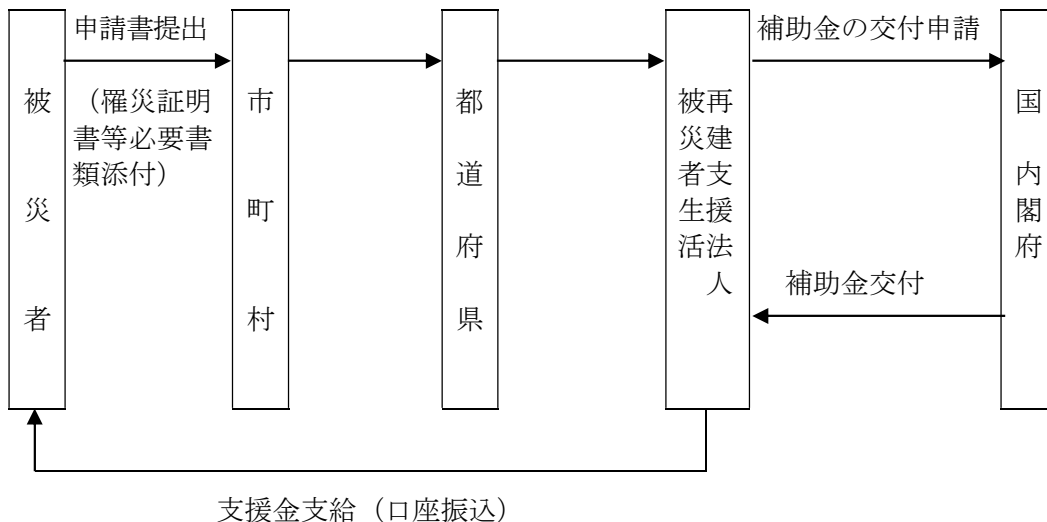 申請書提出
補助金の交付申請
被災者
（罹災証明
書等必要書
類添付）
市町村
都道府県
被災者生活
再建支援法人
国　内閣府
補助金交付
支援金支給（口座振込）